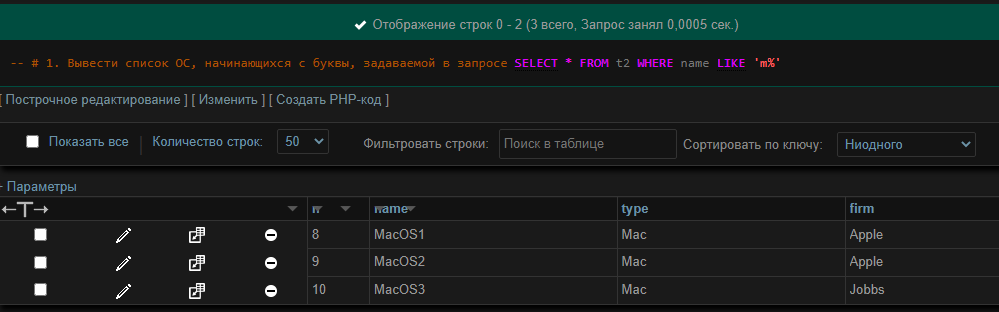 Отображение строк 0 - 2 (3 всего, Запрос занял 0,0005 сек.)
-- # 1. Вывести список ОС, начинающихся с буквы, задаваемой в запросе SELECT * FROM t2 WHERE name LIKE 'm%'
[ Построчное редактирование ] [ Изменить ] [ Создать PHP-код ]
Показать все | Количество строк: 50 Фильтровать строки: Поиск в таблице Сортировать по ключу: Ниодного
Параметры
←T→ name type firm
8 MacOS1 Mac Apple
9 MacOS2 Mac Apple
10 MacOS3 Mac Jobbs